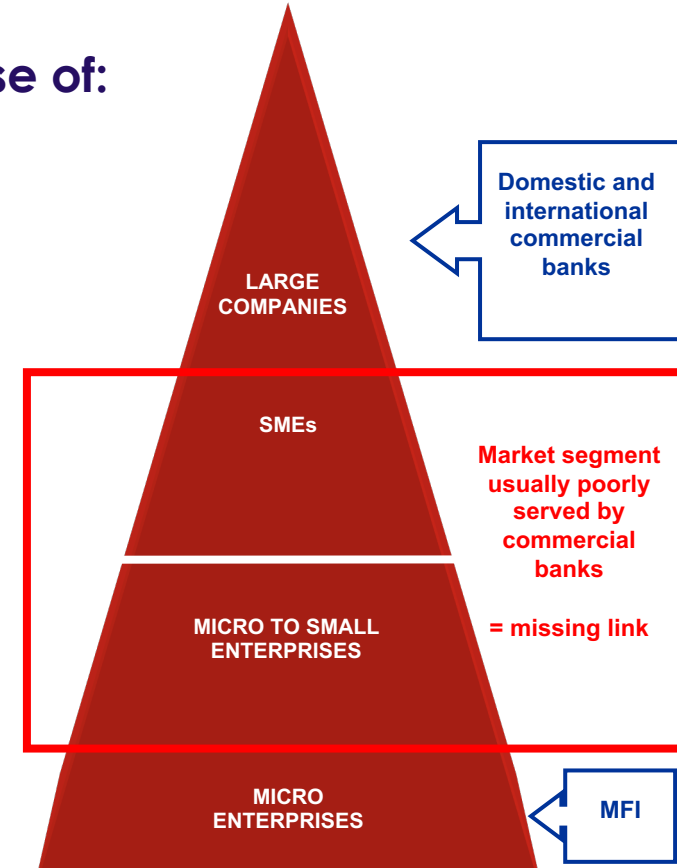 se of:
Domestic and
international
commercial
banks
LARGE
COMPANIES
SMEs
Market segment
usually poorly
served by
commercial
banks
= missing link
MICRO TO SMALL
ENTERPRISES
MICRO
ENTERPRISES
MFI